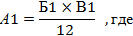 А1 = Б1 × В1 / 12 , где